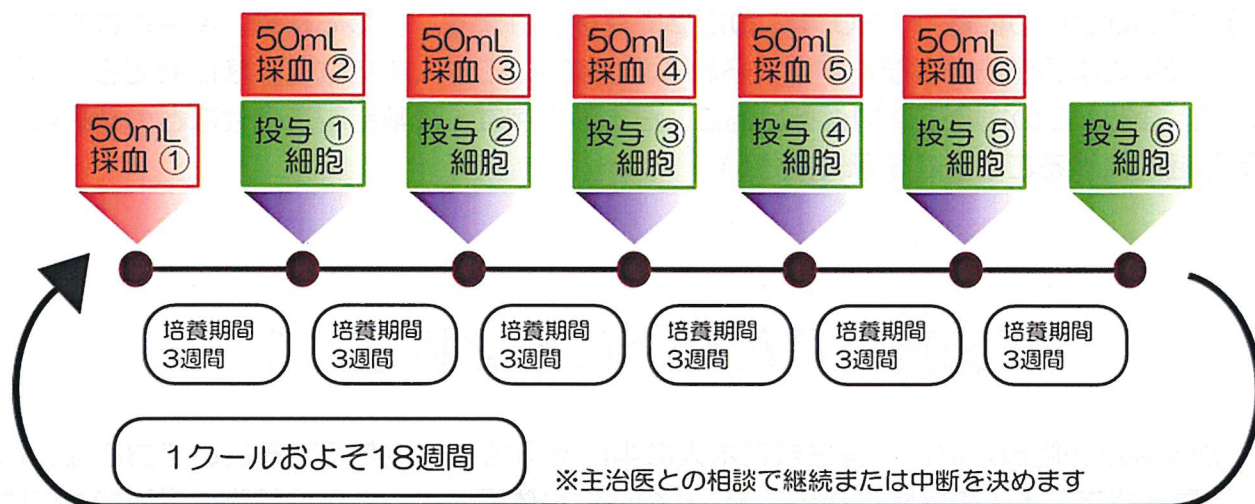 50mL
採血 ①
50mL
採血 ②
投与 ①
細胞
50mL
採血 ③
投与 ②
細胞
50mL
採血 ④
投与 ③
細胞
50mL
採血 ⑤
投与 ④
細胞
50mL
採血 ⑥
投与 ⑤
細胞
投与 ⑥
細胞
培養期間
3週間
培養期間
3週間
培養期間
3週間
培養期間
3週間
培養期間
3週間
培養期間
3週間
1クールおよそ18週間
※主治医との相談で継続または中断を決めます